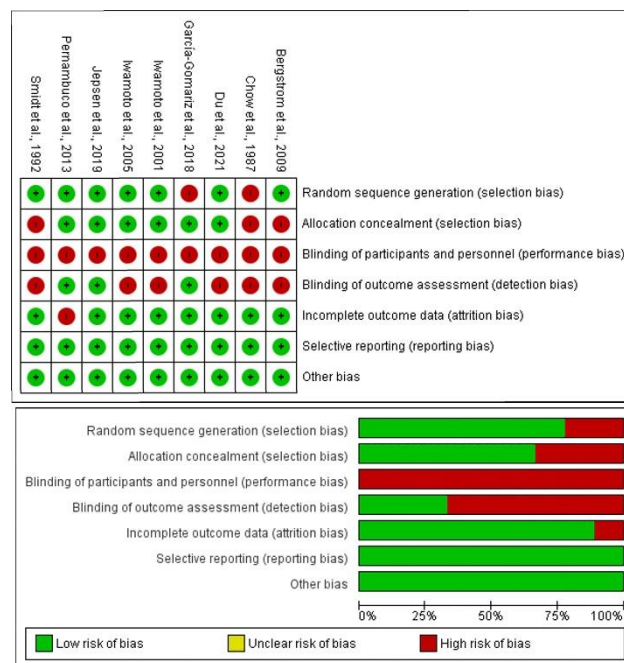 Smidt et al., 1992
Pernambuco et al., 2013
Jepsen et al., 2019
Iwamoto et al., 2005
Iwamoto et al., 2001
García-Gomariz et al., 2018
Du et al., 2021
Chow et al., 1987
Bergstrom et al., 2009
+ + + + + - + - + Random sequence generation (selection bias)
- + + + + + + - - Allocation concealment (selection bias)
- - - - - - - - - Blinding of participants and personnel (performance bias)
- + + - - + - - - Blinding of outcome assessment (detection bias)
+ - + + + + + + + Incomplete outcome data (attrition bias)
+ + + + + + + + + Selective reporting (reporting bias)
+ + + + + + + + + Other bias
Random sequence generation (selection bias)
Allocation concealment (selection bias)
Blinding of participants and personnel (performance bias)
Blinding of outcome assessment (detection bias)
Incomplete outcome data (attrition bias)
Selective reporting (reporting bias)
Other bias
0% 25% 50% 75% 100%
Low risk of bias Unclear risk of bias High risk of bias